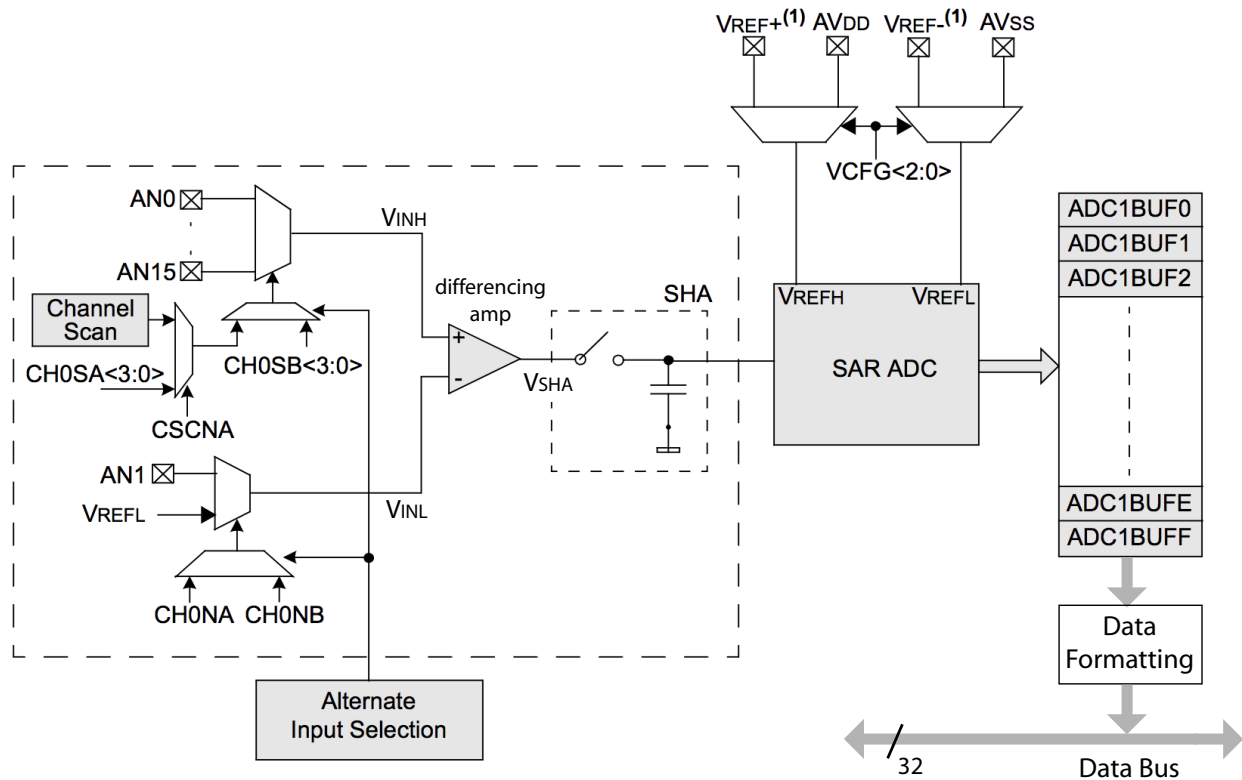 VREF+(1) AVDD VREF-(1) AVSS
VCFG<2:0>
AN0
VINH
AN15
Channel
Scan
CH0SA<3:0>
CH0SB<3:0>
CSCNA
differencing
amp
+
-
VSHA
SHA
AN1
VREFL
VINL
CH0NA CH0NB
Alternate
Input Selection
VREFH VREFL
SAR ADC
ADC1BUF0
ADC1BUF1
ADC1BUF2
ADC1BUFE
ADC1BUFF
Data
Formatting
32
Data Bus